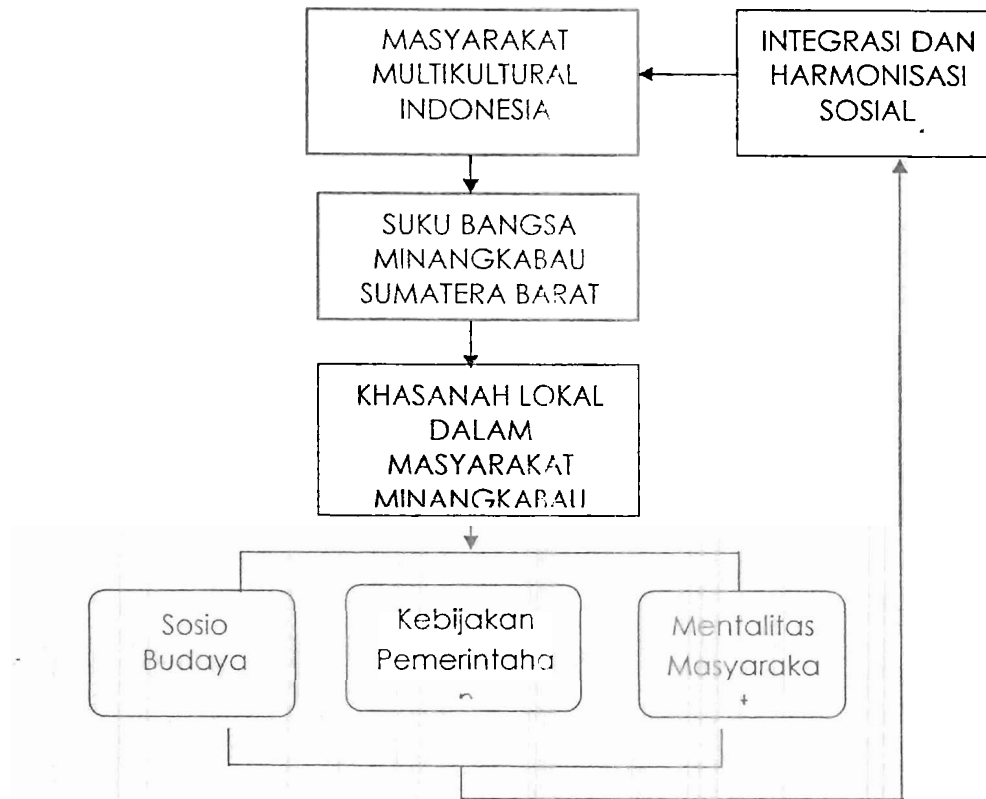 MASYARAKAT
MULTIKULTURAL
INDONESIA
INTEGRASI DAN
HARMONISASI
SOSIAL
SUKU BANGSA
MINANGKABAU
SUMATERA BARAT
KHASANAH LOKAL
DALAM
MASYARAKAT
MINANGKABAU
Sosio
Budaya
Kebijakan
Pemerintaha
n
Mentalitas
Masyaraka
t